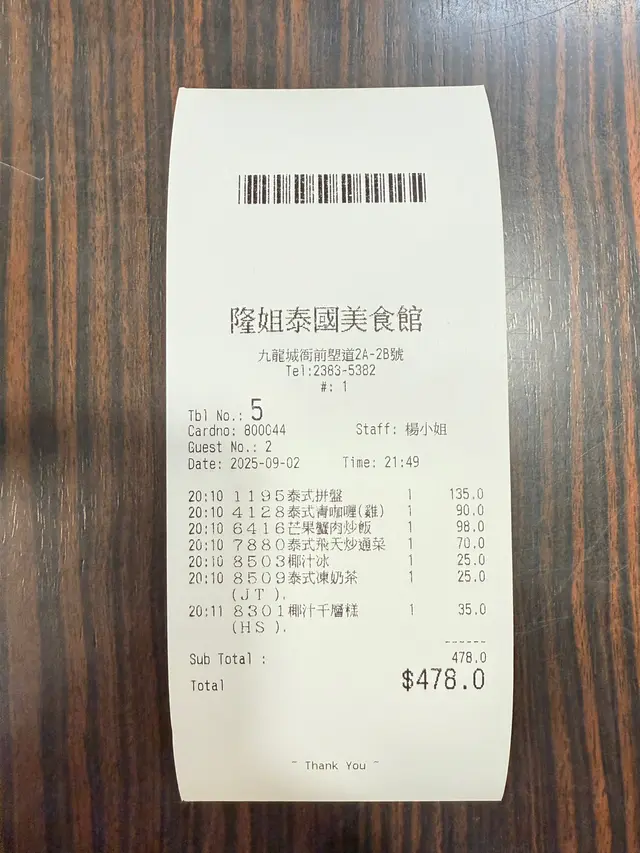 隆姐泰國美食館
九龍城衙前塱道2A-2B號
Tel:2383-5382
#: 1
Tbl No.: 5
Cardno: 800044 Staff: 楊小姐
Guest No.: 2
Date: 2025-09-02 Time: 21:49
20:10 1195泰式拼盤 1 135.0
20:10 4128泰式青咖喱(雞) 1 90.0
20:10 6416芒果蟹肉炒飯 1 98.0
20:10 7880泰式飛天炒通菜 1 70.0
20:10 8503椰汁冰 1 25.0
20:10 8509泰式凍奶茶 1 25.0
(JT ).
20:11 8301椰汁千層糕 1 35.0
(HS ).
------
Sub Total : 478.0
Total $478.0
~ Thank You ~